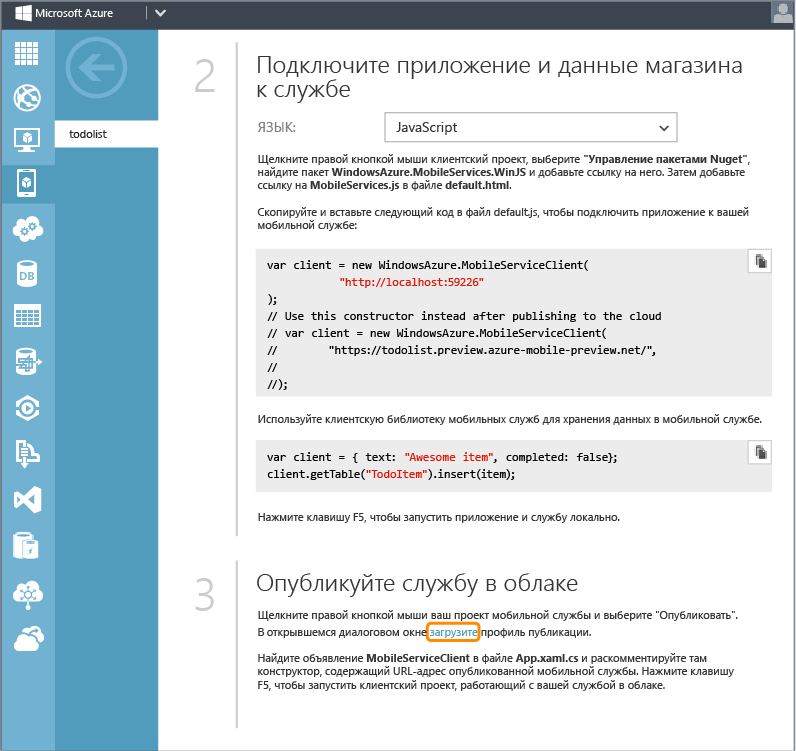 Microsoft Azure
todolist
DB
2
Подключите приложение и данные магазина
к службе
ЯЗЫК:
JavaScript
Щелкните правой кнопкой мыши клиентский проект, выберите "Управление пакетами Nuget",
найдите пакет WindowsAzure.MobileServices.WinJS и добавьте ссылку на него. Затем добавьте
ссылку на MobileServices.js в файле default.html.
Скопируйте и вставьте следующий код в файл default.js, чтобы подключить приложение к вашей
мобильной службе:
var client = new WindowsAzure.MobileServiceClient(
"http://localhost:59226"
);
// Use this constructor instead after publishing to the cloud
// var client = new WindowsAzure.MobileServiceClient(
// "https://todolist.preview.azure-mobile-preview.net/",
//
//);
Используйте клиентскую библиотеку мобильных служб для хранения данных в мобильной службе.
var client = { text: "Awesome item", completed: false};
client.getTable("TodoItem").insert(item);
Нажмите клавишу F5, чтобы запустить приложение и службу локально.
3
Опубликуйте службу в облаке
Щелкните правой кнопкой мыши ваш проект мобильной службы и выберите "Опубликовать".
В открывшемся диалоговом окне загрузите профиль публикации.
Найдите объявление MobileServiceClient в файле App.xaml.cs и раскомментируйте там
конструктор, содержащий URL-адрес опубликованной мобильной службы. Нажмите клавишу
F5, чтобы запустить клиентский проект, работающий с вашей службой в облаке.